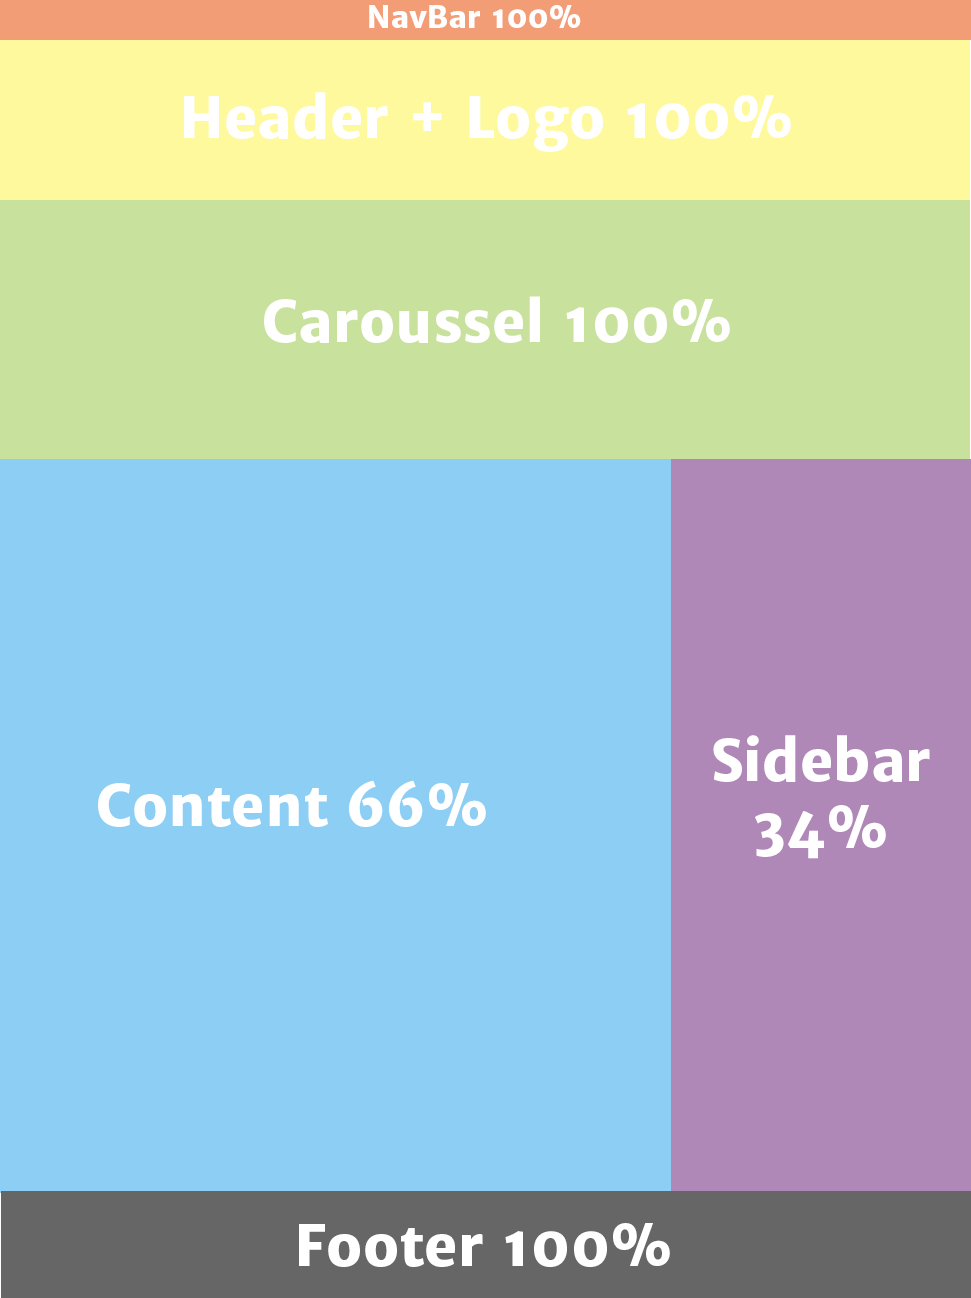 NavBar 100%
Header + Logo 100%
Caroussel 100%
Content 66%
Sidebar
34%
Footer 100%